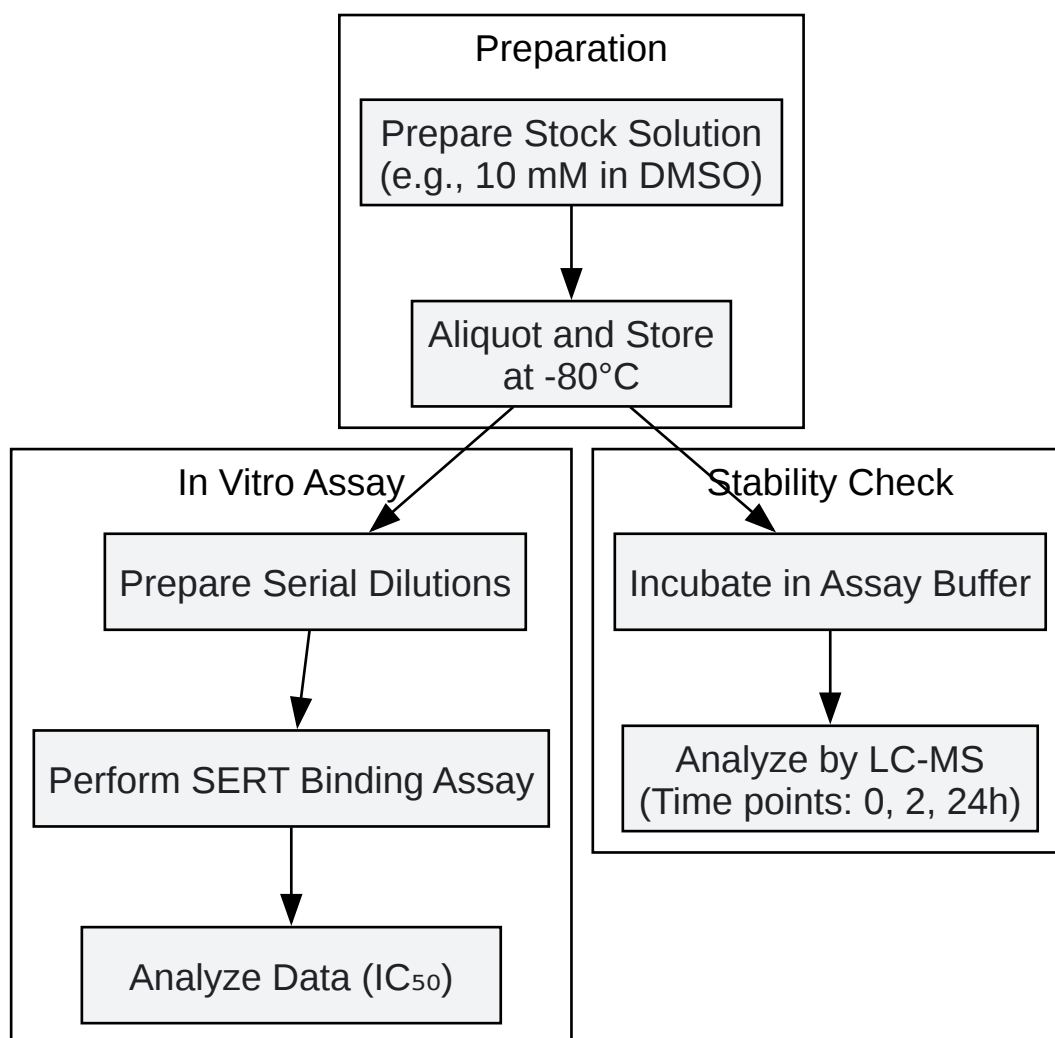 Preparation
Prepare Stock Solution
(e.g., 10 mM in DMSO)
Aliquot and Store
at -80°C
In Vitro Assay
Prepare Serial Dilutions
Perform SERT Binding Assay
Analyze Data (IC₅₀)
Stability Check
Incubate in Assay Buffer
Analyze by LC-MS
(Time points: 0, 2, 24h)